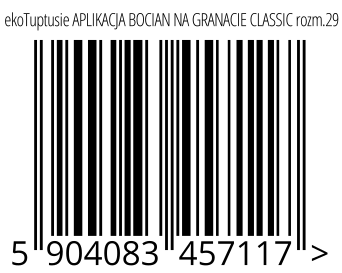 ekoTuptusie APLIKACJA BOCIAN NA GRANACIE CLASSIC rozm.29
5 904083 457117 >